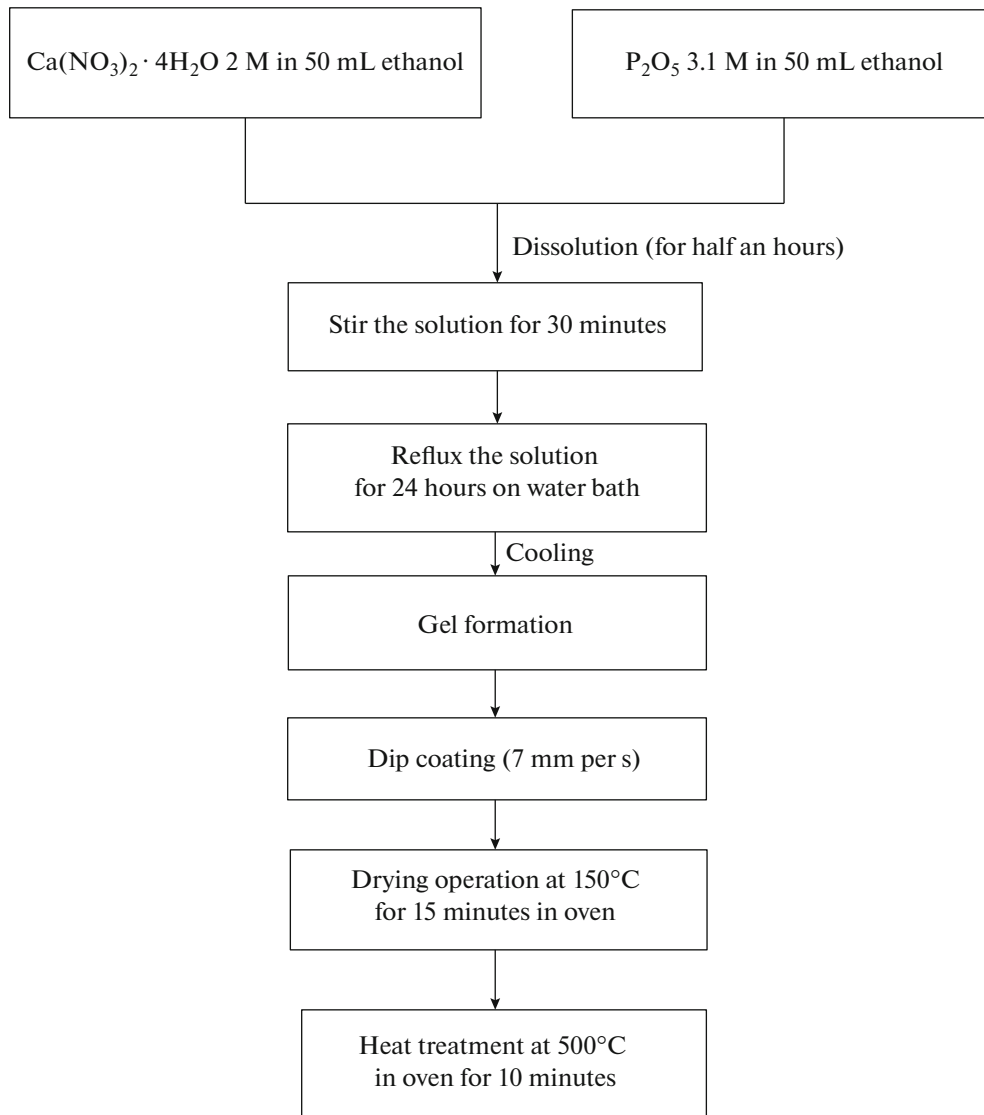 Ca(NO₃)₂ · 4H₂O 2 M in 50 mL ethanol
P₂O₅ 3.1 M in 50 mL ethanol
Dissolution (for half an hours)
Stir the solution for 30 minutes
Reflux the solution
for 24 hours on water bath
Cooling
Gel formation
Dip coating (7 mm per s)
Drying operation at 150°C
for 15 minutes in oven
Heat treatment at 500°C
in oven for 10 minutes